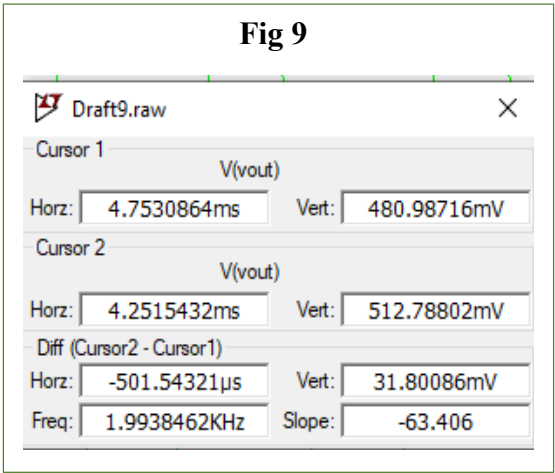 Fig 9
Draft9.raw
Cursor 1
V(vout)
Horz: 4.7530864ms Vert: 480.98716mV
Cursor 2
V(vout)
Horz: 4.2515432ms Vert: 512.78802mV
Diff (Cursor2 - Cursor1)
Horz: -501.54321µs Vert: 31.80086mV
Freq: 1.9938462KHz Slope: -63.406